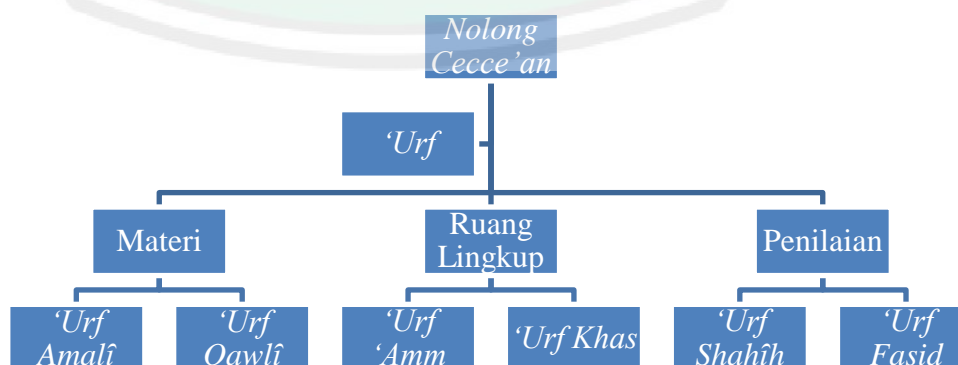 Nolong
Cecce’an
‘Urf
Materi
Ruang
Lingkup
Penilaian
‘Urf
Amalî
‘Urf
Qawlî
‘Urf
‘Amm
‘Urf Khas
‘Urf
Shahîh
‘Urf
Fasid